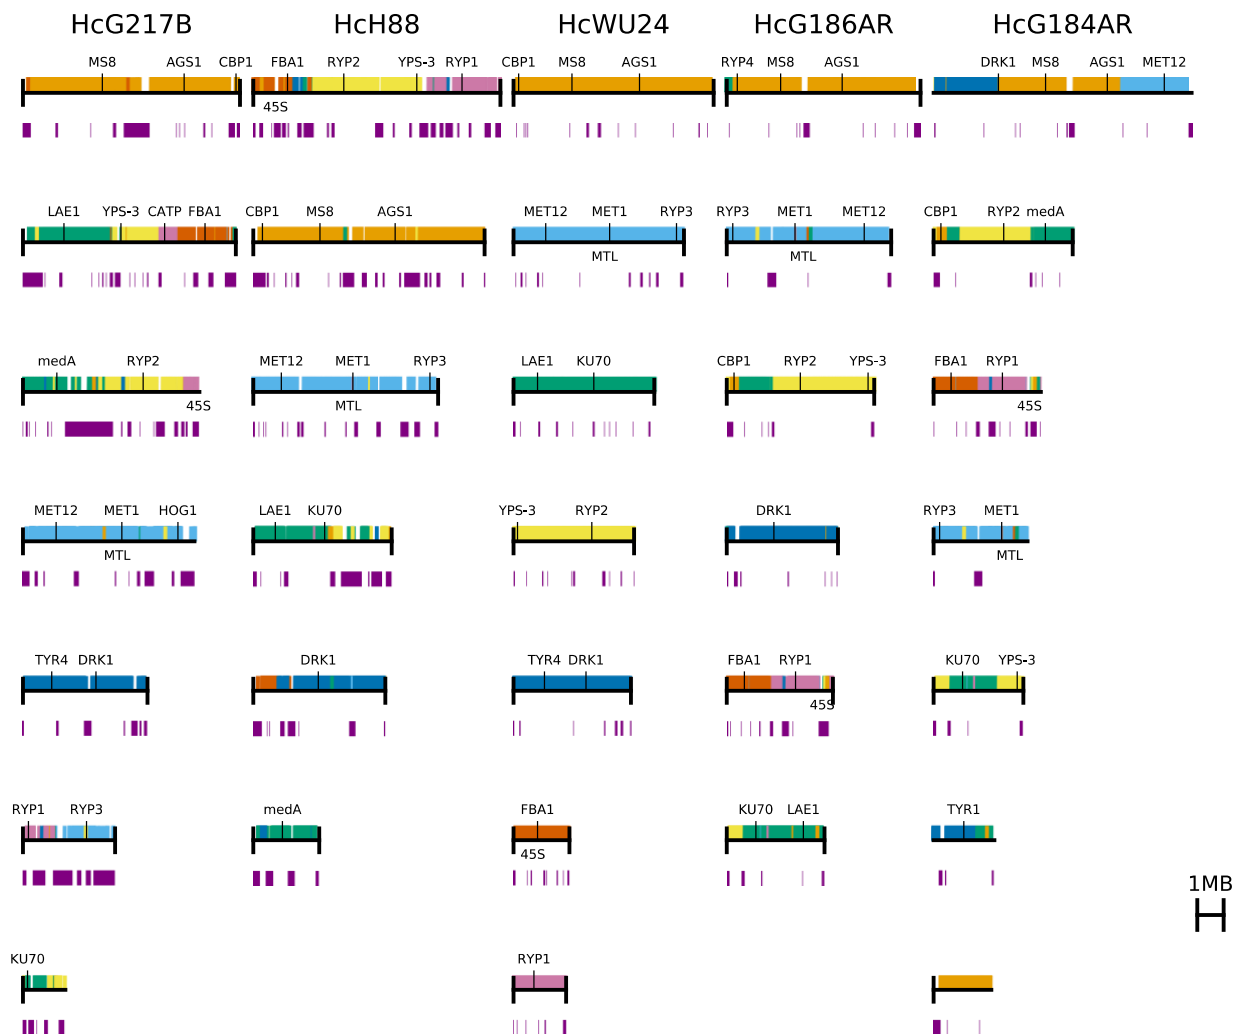 HcG217B HcH88 HcWU24 HcG186AR HcG184AR
MS8 AGS1 CBP1 FBA1 RYP2 YPS-3 RYP1 CBP1 MS8 AGS1 RYP4 MS8 AGS1 DRK1 MS8 AGS1 MET12
45S
LAE1 YPS-3 CATP FBA1 CBP1 MS8 AGS1 MET12 MET1 RYP3 RYP3 MET1 MET12 CBP1 RYP2 medA
MTL MTL
medA RYP2 MET12 MET1 RYP3 LAE1 KU70 CBP1 RYP2 YPS-3 FBA1 RYP1
45S MTL 45S
MET12 MET1 HOG1 LAE1 KU70 YPS-3 RYP2 DRK1 RYP3 MET1
MTL MTL
TYR4 DRK1 DRK1 TYR4 DRK1 FBA1 RYP1 KU70 YPS-3
45S
RYP1 RYP3 medA FBA1 KU70 LAE1 TYR1
45S
1MB
KU70 RYP1